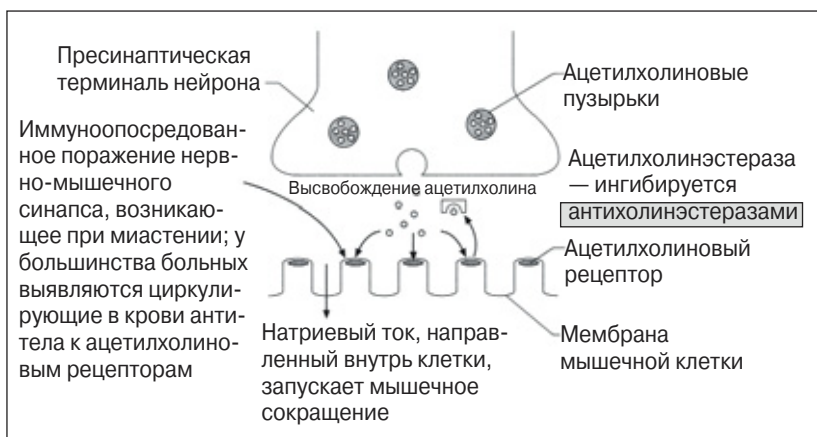 Пресинаптическая
терминаль нейрона
Ацетилхолиновые
пузырьки
Иммуноопосредован-
ное поражение нерв-
но-мышечного
синапса, возникаю-
щее при миастении; у
большинства больных
выявляются циркули-
рующие в крови анти-
тела к ацетилхолино-
вым рецепторам
Высвобождение ацетилхолина
Ацетилхолинэстераза
— ингибируется
антихолинэстеразами
Ацетилхолиновый
рецептор
Натриевый ток, направ-
ленный внутрь клетки,
запускает мышечное
сокращение
Мембрана
мышечной клетки